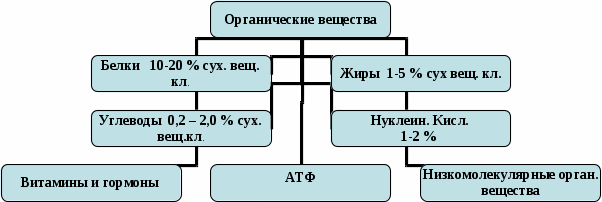 Органические вещества
Белки 10-20 % сух. вещ.
кл.
Жиры 1-5 % сух вещ. кл.
Углеводы 0,2 – 2,0 % сух.
вещ.кл.
Нуклеин. Кисл.
1-2 %
Витамины и гормоны
АТФ
Низкомолекулярные орган.
вещества